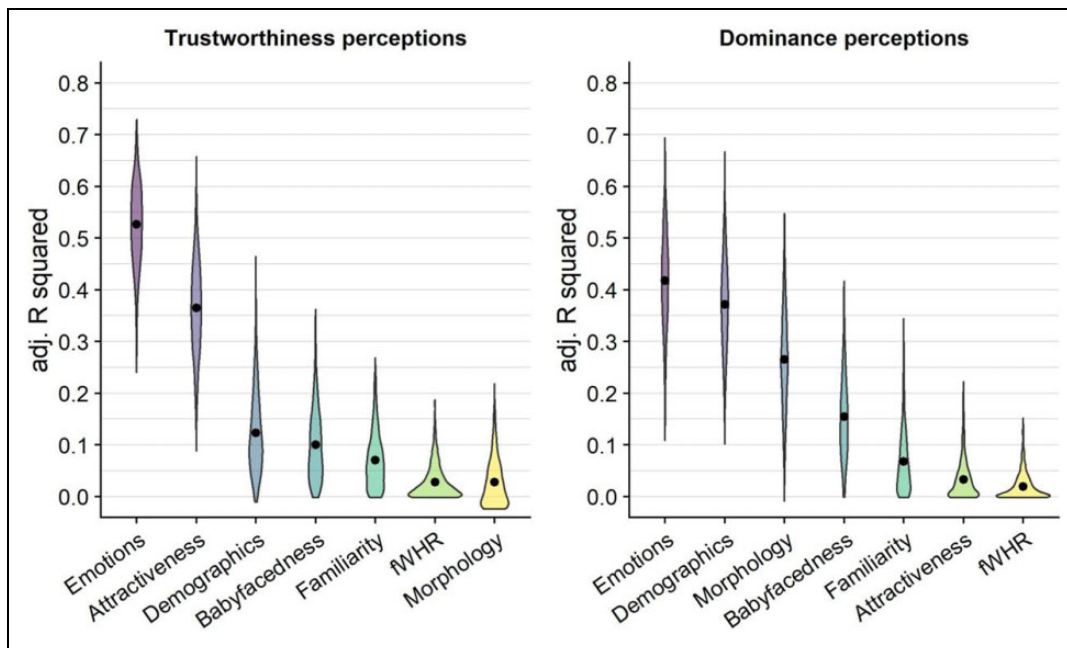 Trustworthiness perceptions
adj. R squared
0.8
0.7
0.6
0.5
0.4
0.3
0.2
0.1
0.0
Emotions
Attractiveness
Demographics
Babyfacedness
Familiarity
fWHR
Morphology
Dominance perceptions
adj. R squared
0.8
0.7
0.6
0.5
0.4
0.3
0.2
0.1
0.0
Emotions
Demographics
Morphology
Babyfacedness
Familiarity
Attractiveness
fWHR